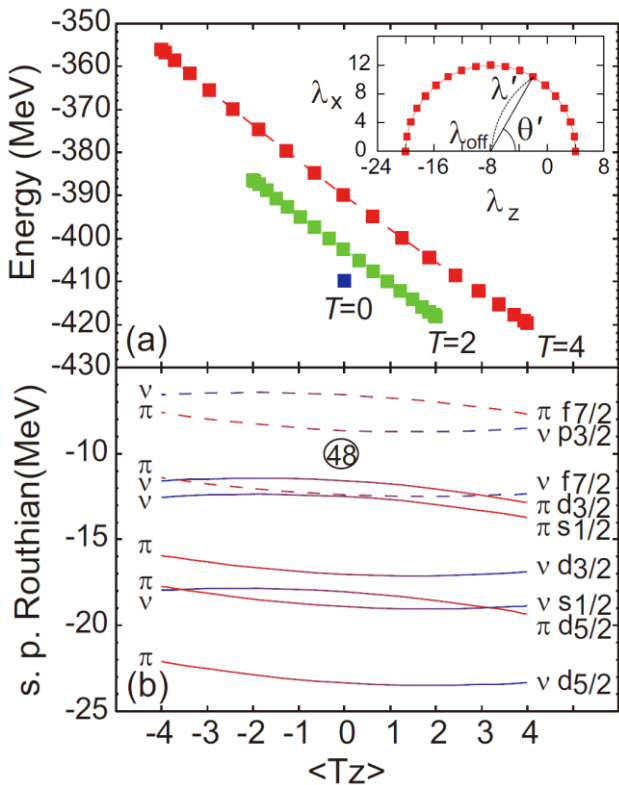 Energy (MeV)
-350
-360
-370
-380
-390
-400
-410
-420
-430
(a)
T=0
T=2
T=4
λx
12
8
4
0
λ'
λoff
θ'
-24 -16 -8 0 8
λz
s. p. Routhian(MeV)
-10
-15
-20
-25
(b)
48
ν
π
π
ν
ν
π
π
ν
π
π f7/2
ν p3/2
ν f7/2
π d3/2
π s1/2
ν d3/2
ν s1/2
π d5/2
ν d5/2
-4 -3 -2 -1 0 1 2 3 4
<Tz>